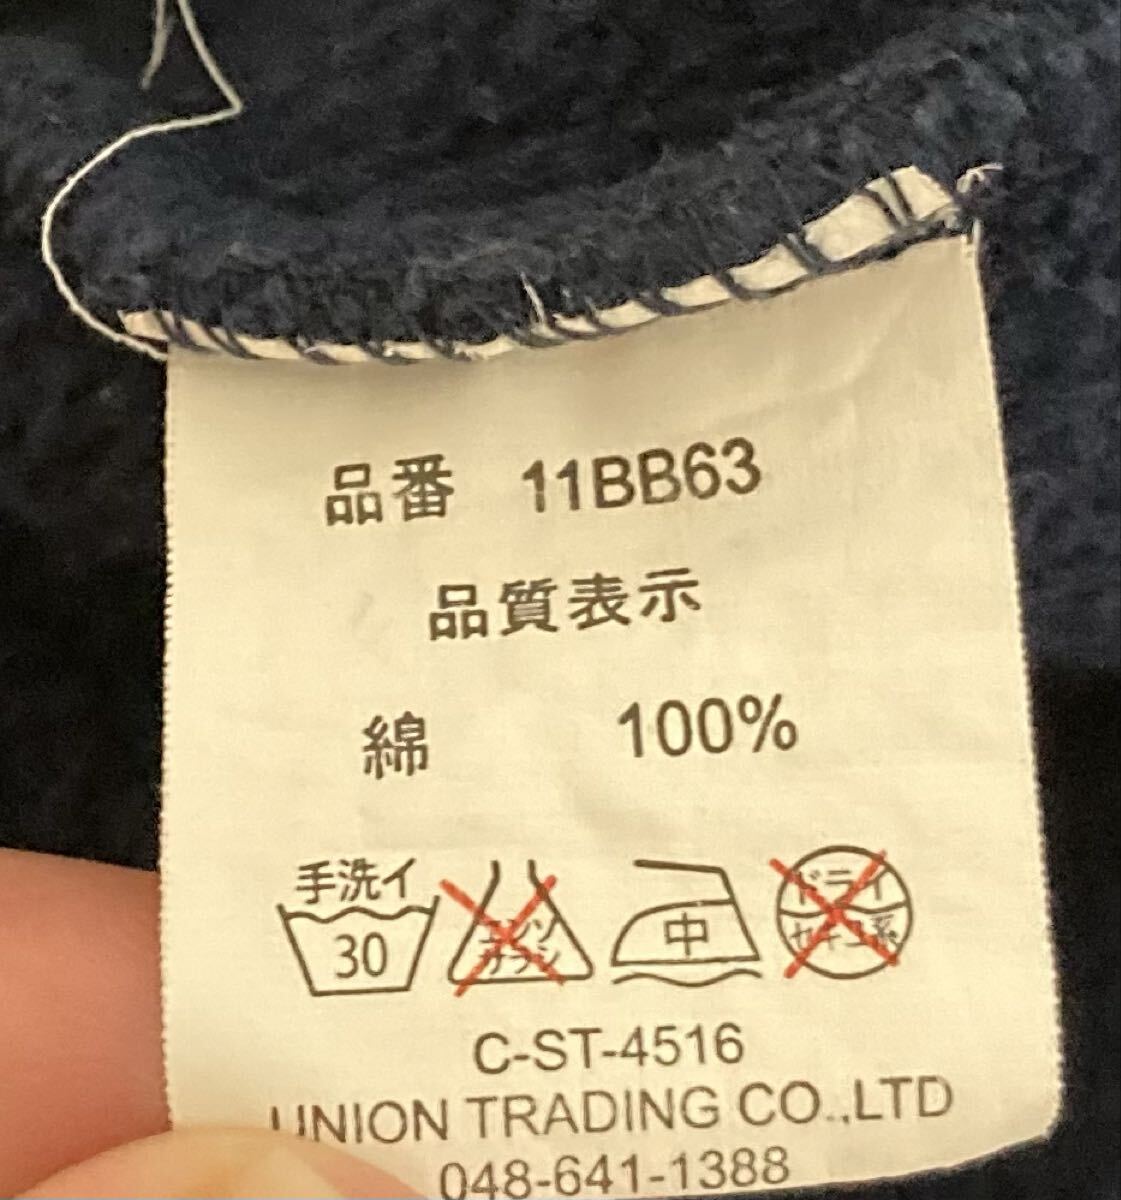 品番 11BB63
品質表示
綿 100%
手洗イ
30 エンソ 中 ドライ
サラシ セキユ系
C-ST-4516
UNION TRADING CO.,LTD
048-641-1388